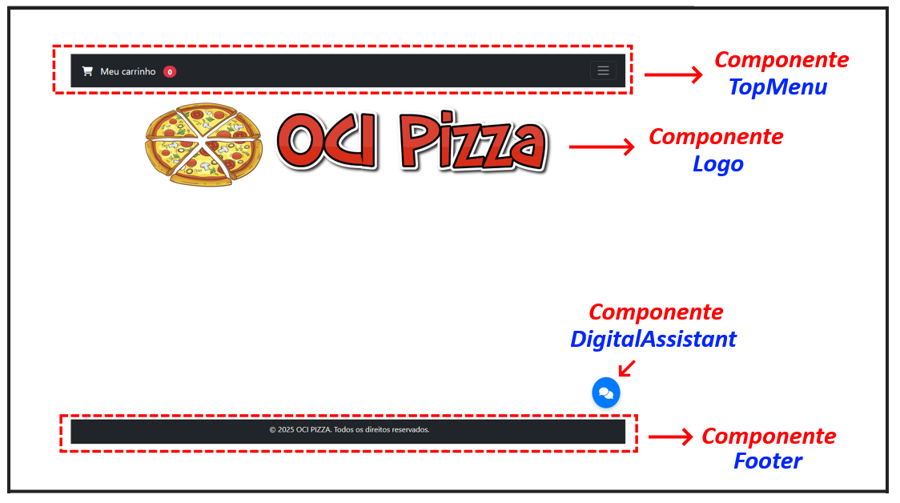 Meu carrinho 0
Componente
TopMenu
OCI Pizza
Componente
Logo
Componente
DigitalAssistant
© 2025 OCI PIZZA. Todos os direitos reservados.
Componente
Footer